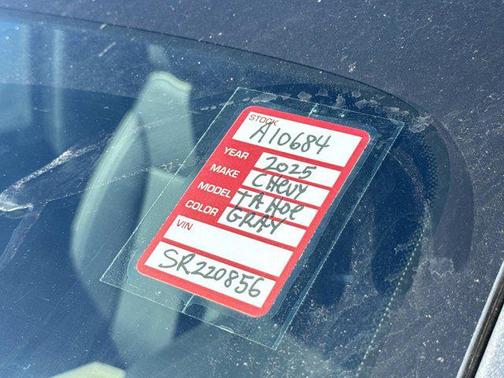 STOCK A10684
YEAR 2025
MAKE CHEVY
MODEL TAHOE
COLOR GRAY
VIN
SR220856